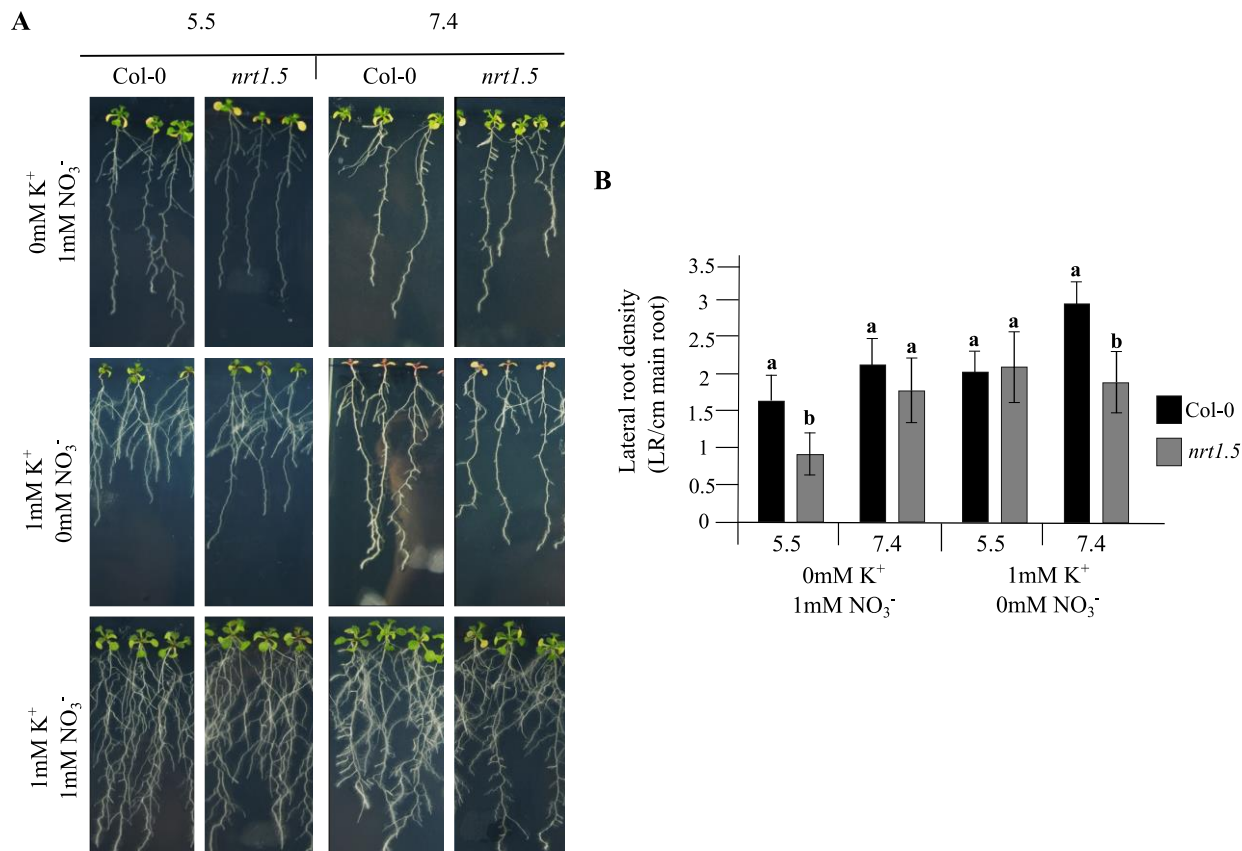 A
5.5 7.4
Col-0 nrt1.5 Col-0 nrt1.5
0mM K⁺
1mM NO₃⁻
1mM K⁺
0mM NO₃⁻
1mM K⁺
1mM NO₃⁻
B
Lateral root density
(LR/cm main root)
3.5
3
2.5
2
1.5
1
0.5
0
a b a a a a a b
5.5 7.4 5.5 7.4
0mM K⁺ 1mM K⁺
1mM NO₃⁻ 0mM NO₃⁻
Col-0
nrt1.5